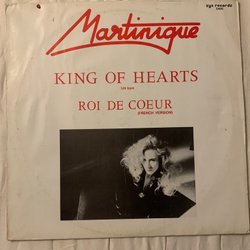 Martinique
KING OF HEARTS
ROI DE COEUR
(FRENCH VERSION)